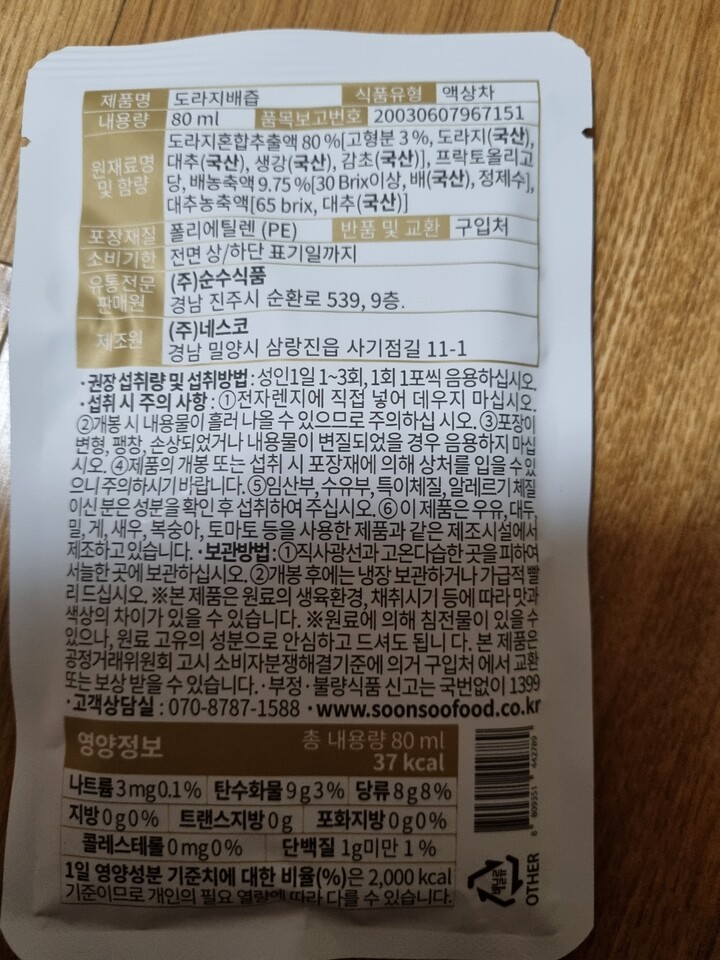 제품명 도라지배즙 식품유형 액상차
내용량 80 ml 품목보고번호 20030607967151
원재료명 및 함량 도라지혼합추출액 80 %[고형분 3 %, 도라지(국산),
대추(국산), 생강(국산), 감초(국산)], 프락토올리고
당, 배농축액 9.75 %[30 Brix이상, 배(국산), 정제수],
대추농축액[65 brix, 대추(국산)]
포장재질 폴리에틸렌 (PE) 반품 및 교환 구입처
소비기한 전면 상/하단 표기일까지
유통전문판매원 (주)순수식품
경남 진주시 순환로 539, 9층.
제조원 (주)네스코
경남 밀양시 삼랑진읍 사기점길 11-1
·권장 섭취량 및 섭취방법 : 성인1일 1~3회, 1회 1포씩 음용하십시오.
·섭취 시 주의 사항 : ①전자렌지에 직접 넣어 데우지 마십시오.
②개봉 시 내용물이 흘러 나올 수 있으므로 주의하십 시오. ③포장이
변형, 팽창, 손상되었거나 내용물이 변질되었을 경우 음용하지 마십
시오. ④제품의 개봉 또는 섭취 시 포장재에 의해 상처를 입을 수 있
으니 주의하시기 바랍니다. ⑤임산부, 수유부, 특이체질, 알레르기 체질
이신 분은 성분을 확인 후 섭취하여 주십시오. ⑥ 이 제품은 우유, 대두,
밀, 게, 새우, 복숭아, 토마토 등을 사용한 제품과 같은 제조시설에서
제조하고 있습니다. ·보관방법 : ①직사광선과 고온다습한 곳을 피하여
서늘한 곳에 보관하십시오. ②개봉 후에는 냉장 보관하거나 가급적 빨
리 드십시오. ※본 제품은 원료의 생육환경, 채취시기 등에 따라 맛과
색상의 차이가 있을 수 있습니다. ※원료에 의해 침전물이 있을 수
있으나, 원료 고유의 성분으로 안심하고 드셔도 됩니 다. 본 제품은
공정거래위원회 고시 소비자분쟁해결기준에 의거 구입처 에서 교환
또는 보상 받을 수 있습니다. · 부정 · 불량식품 신고는 국번없이 1399
·고객상담실 : 070-8787-1588 ·www.soonsoofood.co.kr
영양정보 총 내용량 80 ml
37 kcal
나트륨 3 mg 0.1 % 탄수화물 9 g 3 % 당류 8 g 8 %
지방 0 g 0 % 트랜스지방 0 g 포화지방 0 g 0 %
콜레스테롤 0 mg 0 % 단백질 1g미만 1 %
1일 영양성분 기준치에 대한 비율(%)은 2,000 kcal
기준이므로 개인의 필요 열량에 따라 다를 수 있습니다.
8 809551 642789
비닐류
OTHER